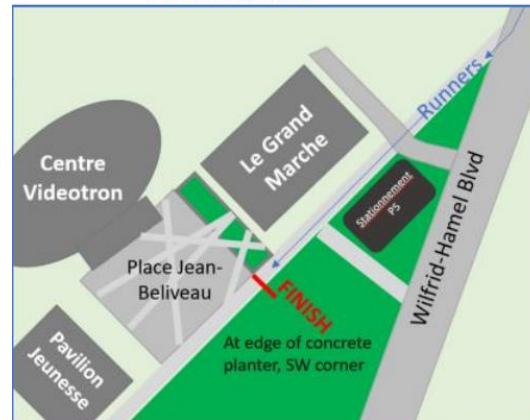 Runners
Le Grand
Marche
Centre
Videotron
Stationnement
P5
Wilfrid-Hamel Blvd
Place Jean-
Beliveau
FINISH
At edge of concrete
planter, SW corner
Pavilion
Jeunesse